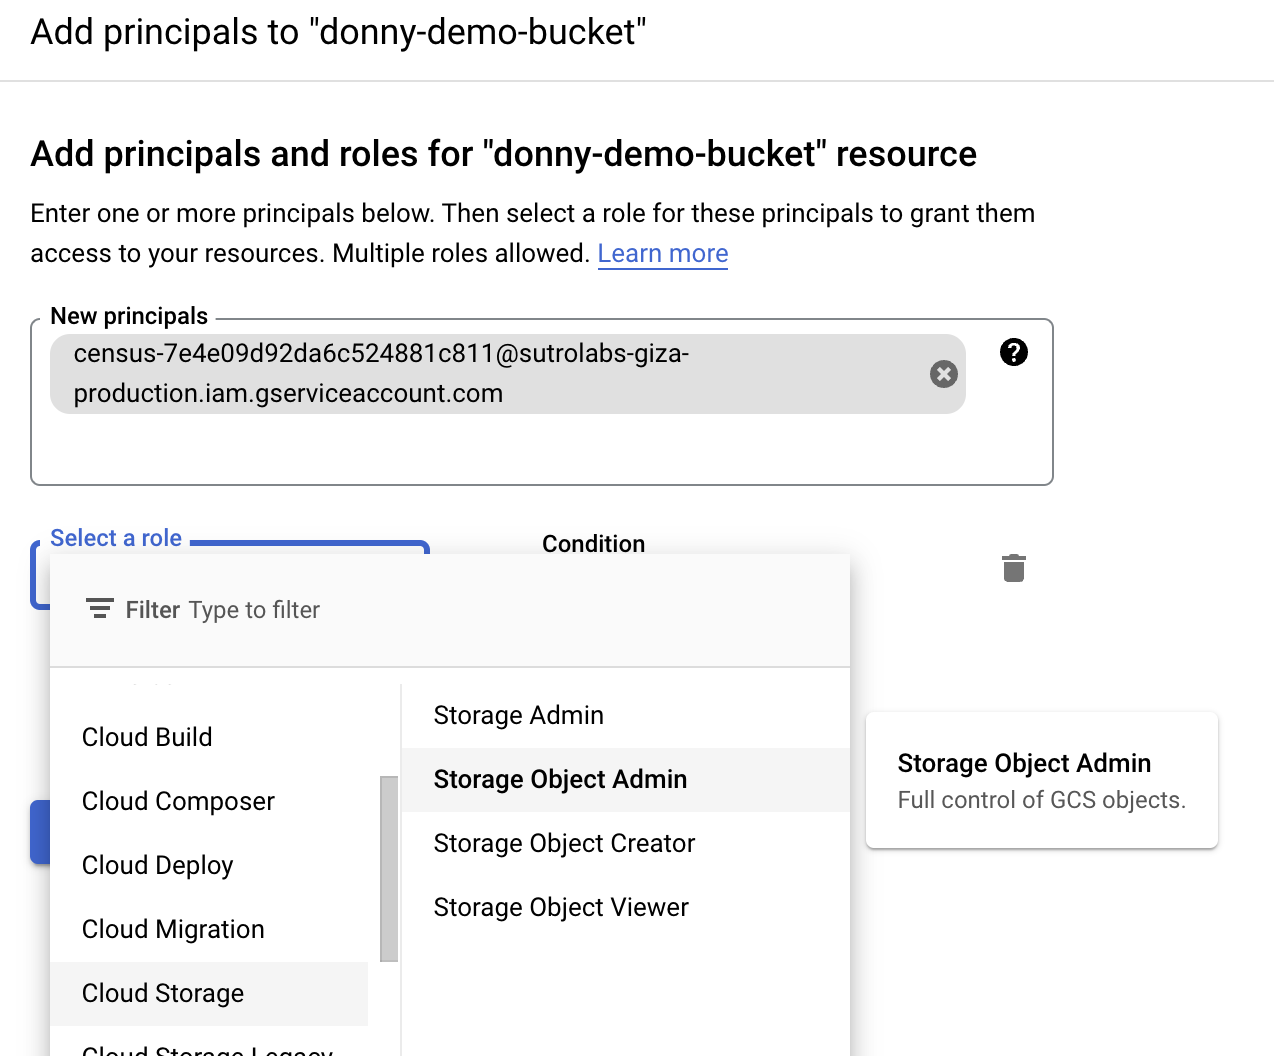 Add principals to "donny-demo-bucket"
Add principals and roles for "donny-demo-bucket" resource
Enter one or more principals below. Then select a role for these principals to grant them
access to your resources. Multiple roles allowed. Learn more
New principals
census-7e4e09d92da6c524881c811@sutrolabs-giza-
production.iam.gserviceaccount.com
Select a role
Condition
Filter Type to filter
Cloud Build
Cloud Composer
Cloud Deploy
Cloud Migration
Cloud Storage
Cloud Storage Legacy
Storage Admin
Storage Object Admin
Storage Object Creator
Storage Object Viewer
Storage Object Admin
Full control of GCS objects.